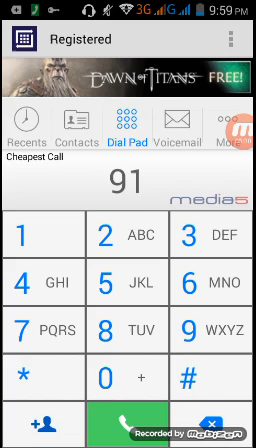 3G G 9:59 PM
Registered
DAWN OF TITANS FREE!
Recents Contacts Dial Pad Voicemail More
Cheapest Call
91
media5
1 2 ABC 3 DEF
4 GHI 5 JKL 6 MNO
7 PQRS 8 TUV 9 WXYZ
* 0 + #
Recorded by mobizen